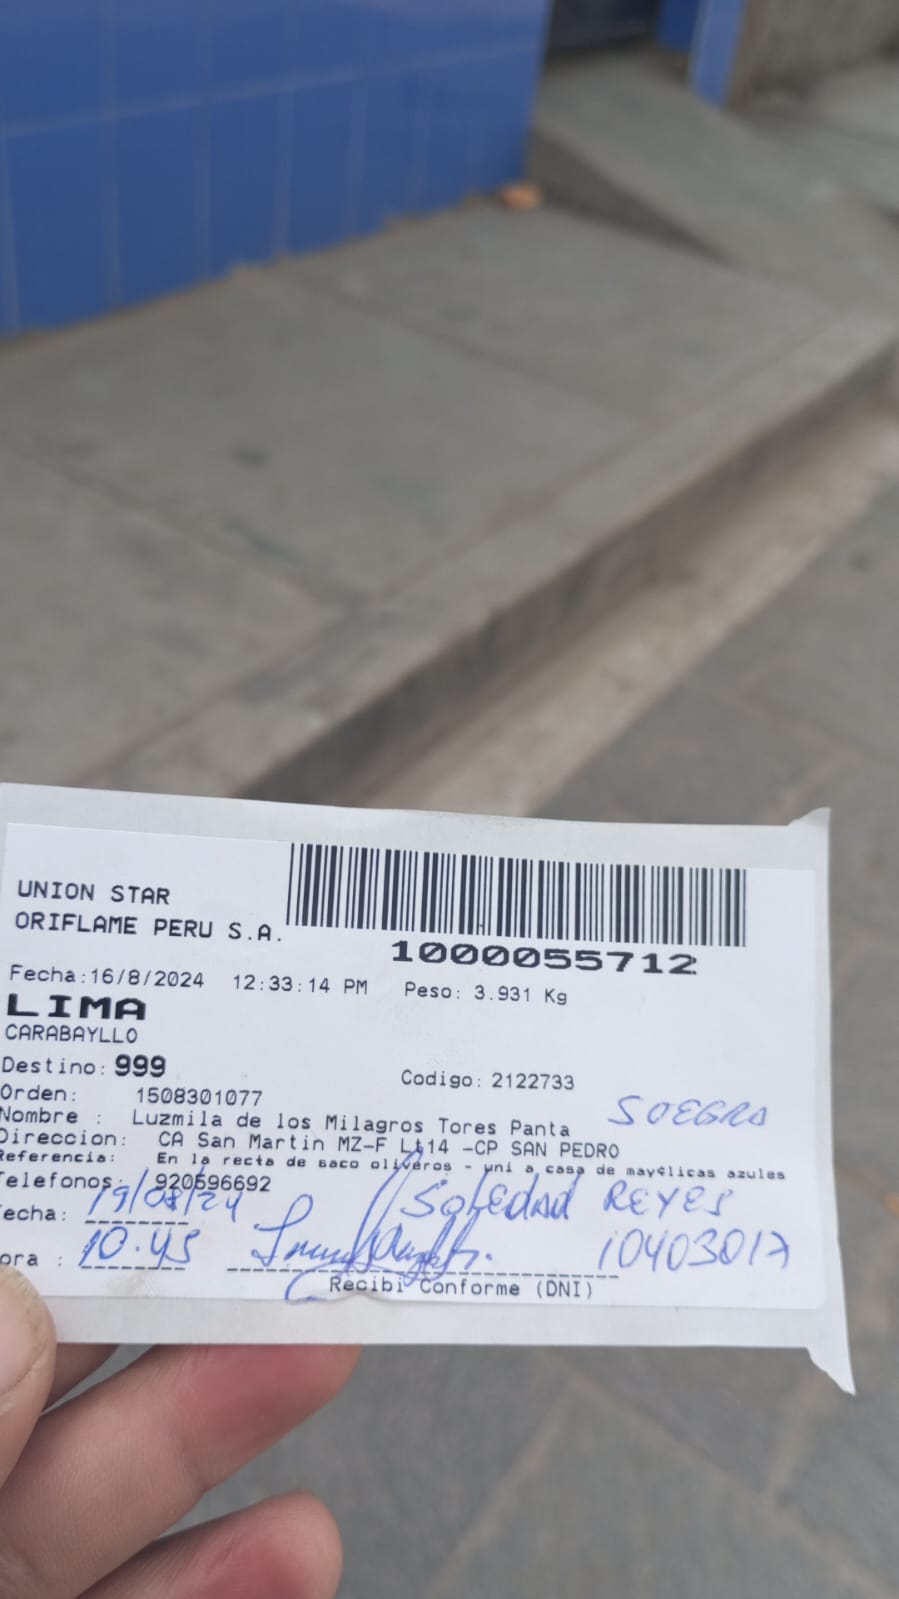 UNION STAR
ORIFLAME PERU S.A.
1000055712
Fecha:16/8/2024 12:33:14 PM Peso: 3.931 Kg
LIMA
CARABAYLLO
Destino: 999 Codigo: 2122733
Orden: 1508301077
Nombre : Luzmila de los Milagros Tores Panta SUEGRA
Direccion: CA San Martin MZ-F Lt14 -CP SAN PEDRO
Referencia: En la recta de saco oliveros - uni a casa de mayólicas azules
Telefonos: 920596692
echa: 19/08/24 Soledad REYES
ora : 10.45 10403017
Recibi Conforme (DNI)